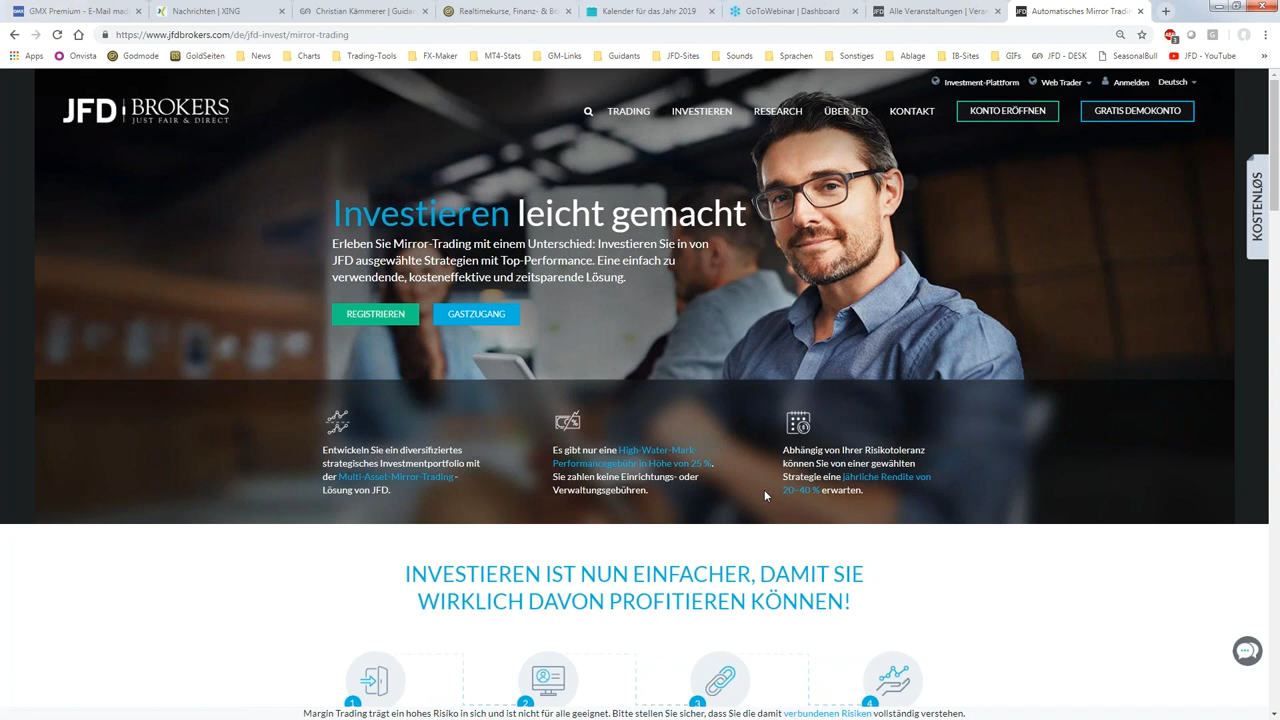 GMX Premium - E-Mail mac
Nachrichten | XING
Christian Kämmerer | Guidan
Realtimekurse, Finanz- & Bo
Kalender für das Jahr 2019
GoToWebinar | Dashboard
Alle Veranstaltungen | Veran
Automatisches Mirror Tradin
https://www.jfdbrokers.com/de/jfd-invest/mirror-trading
Apps
Onvista
Godmode
GoldSeiten
News
Charts
Trading-Tools
FX-Maker
MT4-Stats
GM-Links
Guidants
JFD-Sites
Sounds
Sprachen
Sonstiges
Ablage
IB-Sites
GIFs
JFD - DESK
SeasonalBull
JFD - YouTube
Investment-Plattform
Web Trader
Anmelden
Deutsch
JFD | BROKERS
JUST FAIR & DIRECT
TRADING
INVESTIEREN
RESEARCH
ÜBER JFD
KONTAKT
KONTO ERÖFFNEN
GRATIS DEMOKONTO
KOSTENLØS
Investieren leicht gemacht
Erleben Sie Mirror-Trading mit einem Unterschied: Investieren Sie in von
JFD ausgewählte Strategien mit Top-Performance. Eine einfach zu
verwendende, kosteneffektive und zeitsparende Lösung.
REGISTRIEREN
GASTZUGANG
Entwickeln Sie ein diversifiziertes
strategisches Investmentportfolio mit
der Multi-Asset-Mirror-Trading-
Lösung von JFD.
Es gibt nur eine High-Water-Mark-
Performancegebühr in Höhe von 25 %.
Sie zahlen keine Einrichtungs- oder
Verwaltungsgebühren.
Abhängig von Ihrer Risikotoleranz
können Sie von einer gewählten
Strategie eine jährliche Rendite von
20–40 % erwarten.
INVESTIEREN IST NUN EINFACHER, DAMIT SIE
WIRKLICH DAVON PROFITIEREN KÖNNEN!
1
2
3
4
Margin Trading trägt ein hohes Risiko in sich und ist nicht für alle geeignet. Bitte stellen Sie sicher, dass Sie die damit verbundenen Risiken vollständig verstehen.